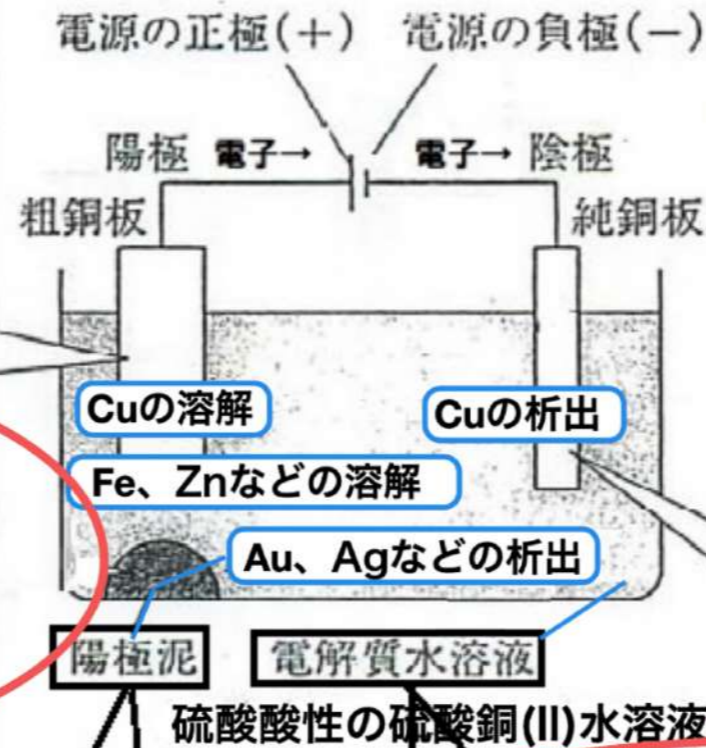 電源の正極(+) 電源の負極(-)
陽極 電子→ 電子→ 陰極
粗銅板 純銅板
Cuの溶解 Cuの析出
Fe、Znなどの溶解
Au、Agなどの析出
陽極泥 電解質水溶液
硫酸酸性の硫酸銅(II)水溶液